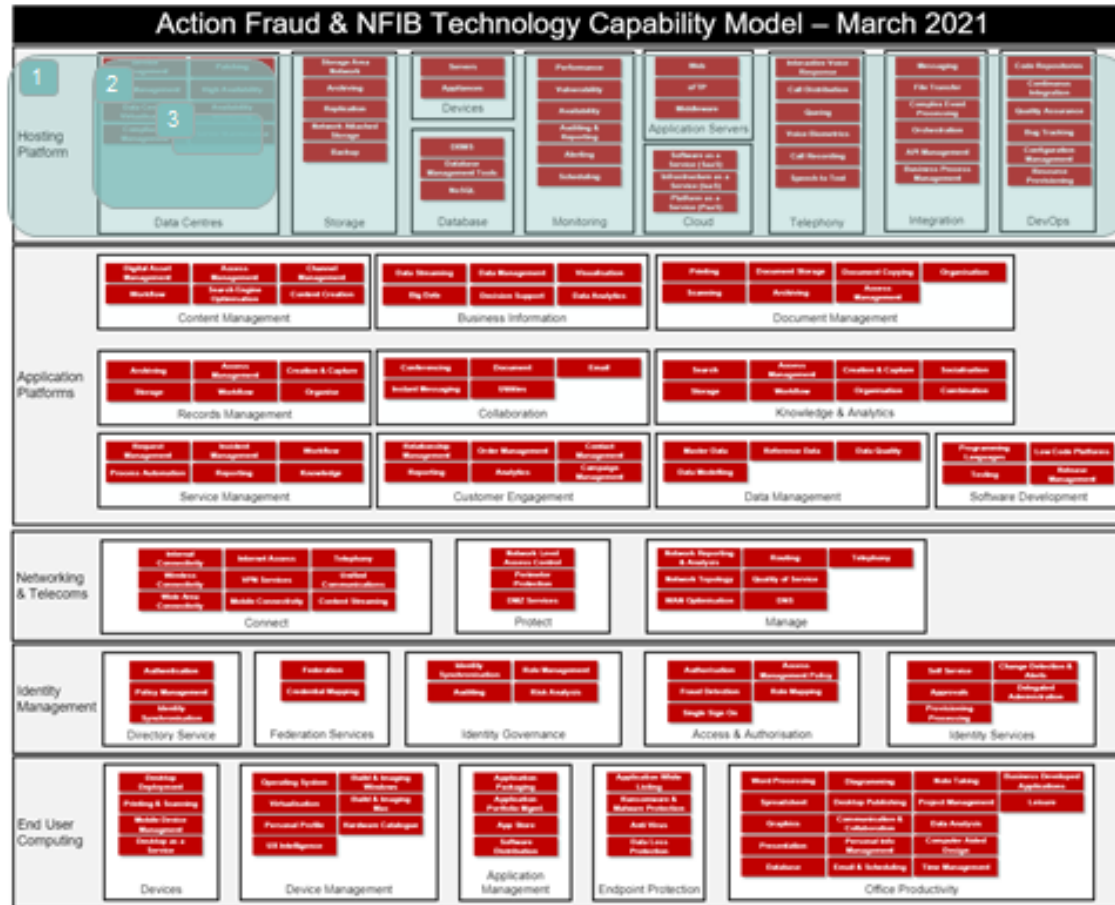 Action Fraud & NFIB Technology Capability Model – March 2021
1
2
3
Hosting
Platform
Patching
High Availability
Availability
Data Centres
Storage Area
Network
Archiving
Replication
Network Attached
Storage
Backup
Storage
Servers
Appliances
Devices
DBMS
Database
Management Tools
NoSQL
Database
Performance
Vulnerability
Availability
Auditing &
Reporting
Alerting
Scheduling
Monitoring
Web
sFTP
Middleware
Application Servers
Software as a
Service (SaaS)
Infrastructure as a
Service (IaaS)
Platform as a
Service (PaaS)
Cloud
Interactive Voice
Response
Call Distribution
Voice Biometrics
Call Recording
Speech to Text
Telephony
Messaging
File Transfer
Complex Event
Processing
Orchestration
API Management
Business Process
Management
Integration
Code Repositories
Continuous
Integration
Quality Assurance
Bug Tracking
Configuration
Management
Resource
Provisioning
DevOps
Application
Platforms
Digital Asset
Management
Access
Management
Channel
Management
Workflow
Search Engine
Optimisation
Content Creation
Content Management
Data Streaming
Data Management
Visualisation
Big Data
Decision Support
Data Analytics
Business Information
Printing
Document Storage
Document Copying
Organisation
Scanning
Archiving
Access
Management
Document Management
Archiving
Access
Management
Creation & Capture
Storage
Workflow
Organise
Records Management
Conferencing
Document
Email
Instant Messaging
Utilities
Collaboration
Search
Access
Management
Creation & Capture
Socialisation
Storage
Workflow
Organisation
Combination
Knowledge & Analytics
Request
Management
Incident
Management
Workflow
Process Automation
Reporting
Knowledge
Service Management
Relationship
Management
Order Management
Contact
Management
Reporting
Analytics
Campaign
Management
Customer Engagement
Master Data
Reference Data
Data Quality
Data Modelling
Data Management
Programming
Languages
Low Code Platforms
Testing
Release
Management
Software Development
Networking
& Telecoms
Internal
Connectivity
Internet Access
Telephony
Wireless
Connectivity
VPN Services
Unified
Communications
Wide Area
Connectivity
Mobile Connectivity
Content Streaming
Connect
Network Level
Access Control
Perimeter
Protection
DMZ Services
Protect
Network Reporting
& Analysis
Routing
Telephony
Network Topology
Quality of Service
WAN Optimisation
DNS
Manage
Identity
Management
Authentication
Policy Management
Identity
Synchronisation
Directory Service
Federation
Credential Mapping
Federation Services
Identity
Synchronisation
Role Management
Auditing
Risk Analysis
Identity Governance
Authorisation
Access
Management Policy
Fraud Detection
Role Mapping
Single Sign On
Access & Authorisation
Self Service
Change Detection &
Alerts
Approvals
Delegated
Administration
Provisioning
Processing
Identity Services
End User
Computing
Desktop
Deployment
Printing & Scanning
Mobile Device
Managment
Desktop as a
Service
Devices
Operating System
Build & Imaging
Windows
Virtualisation
Build & Imaging
Mac
Personal Profile
Hardware Catalogue
UX Intelligence
Device Management
Application
Packaging
Application
Portfolio Mgmt
App Store
Software
Distribution
Application
Management
Application White
Listing
Ransomware &
Malware Protection
Anti Virus
Data Loss
Protection
Endpoint Protection
Word Processing
Diagramming
Note Taking
Business Developed
Applications
Spreadsheet
Desktop Publishing
Project Management
Leisure
Graphics
Communication &
Collaboration
Data Analysis
Presentation
Personal Info
Management
Computer Aided
Design
Database
Email & Scheduling
Time Management
Office Productivity